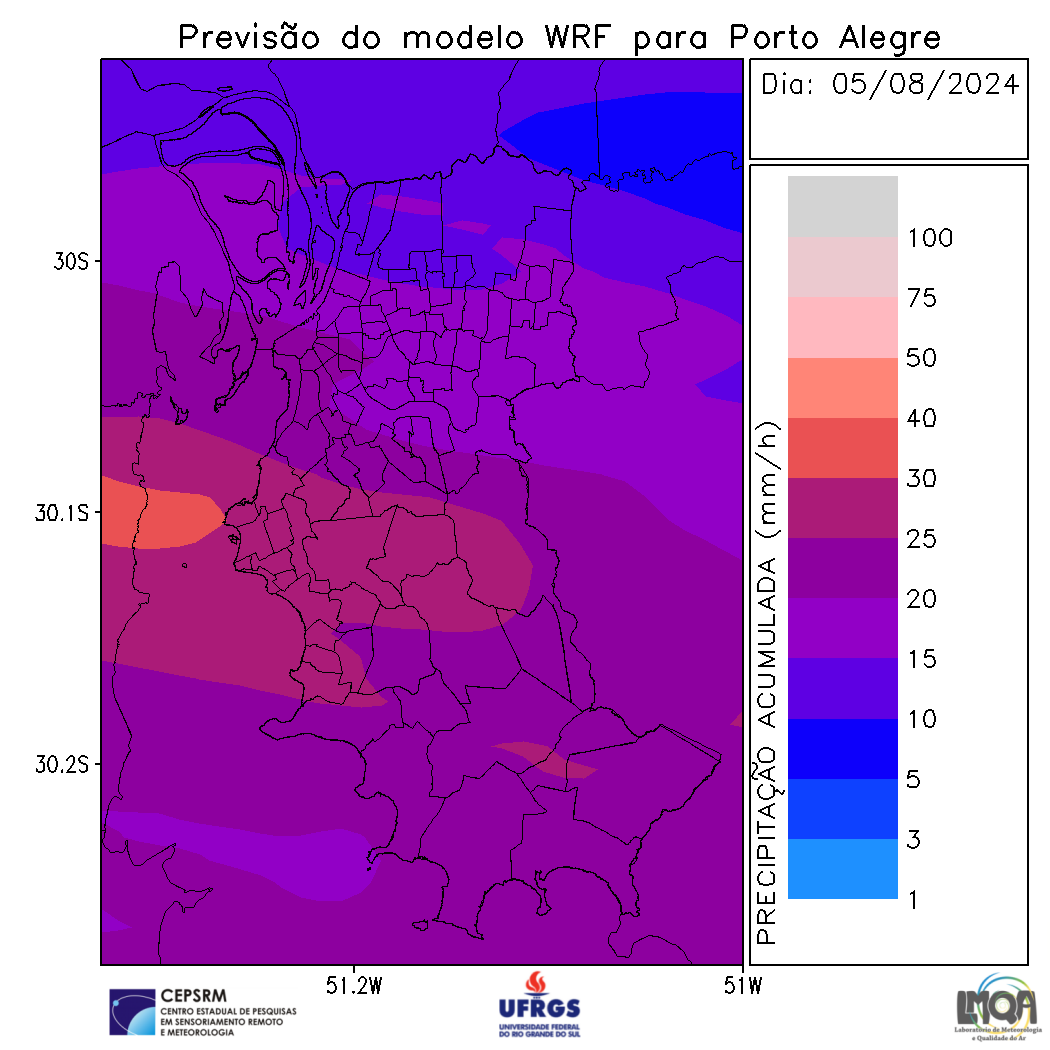 Previsão do modelo WRF para Porto Alegre
Dia: 05/08/2024
30S
30.1S
30.2S
51.2W
51W
PRECIPITAÇÃO ACUMULADA (mm/h)
100
75
50
40
30
25
20
15
10
5
3
1
CEPSRM
CENTRO ESTADUAL DE PESQUISAS
EM SENSORIAMENTO REMOTO
E METEOROLOGIA
UFRGS
UNIVERSIDADE FEDERAL
DO RIO GRANDE DO SUL
LMQA
Laboratório de Meteorologia
e Qualidade do Ar